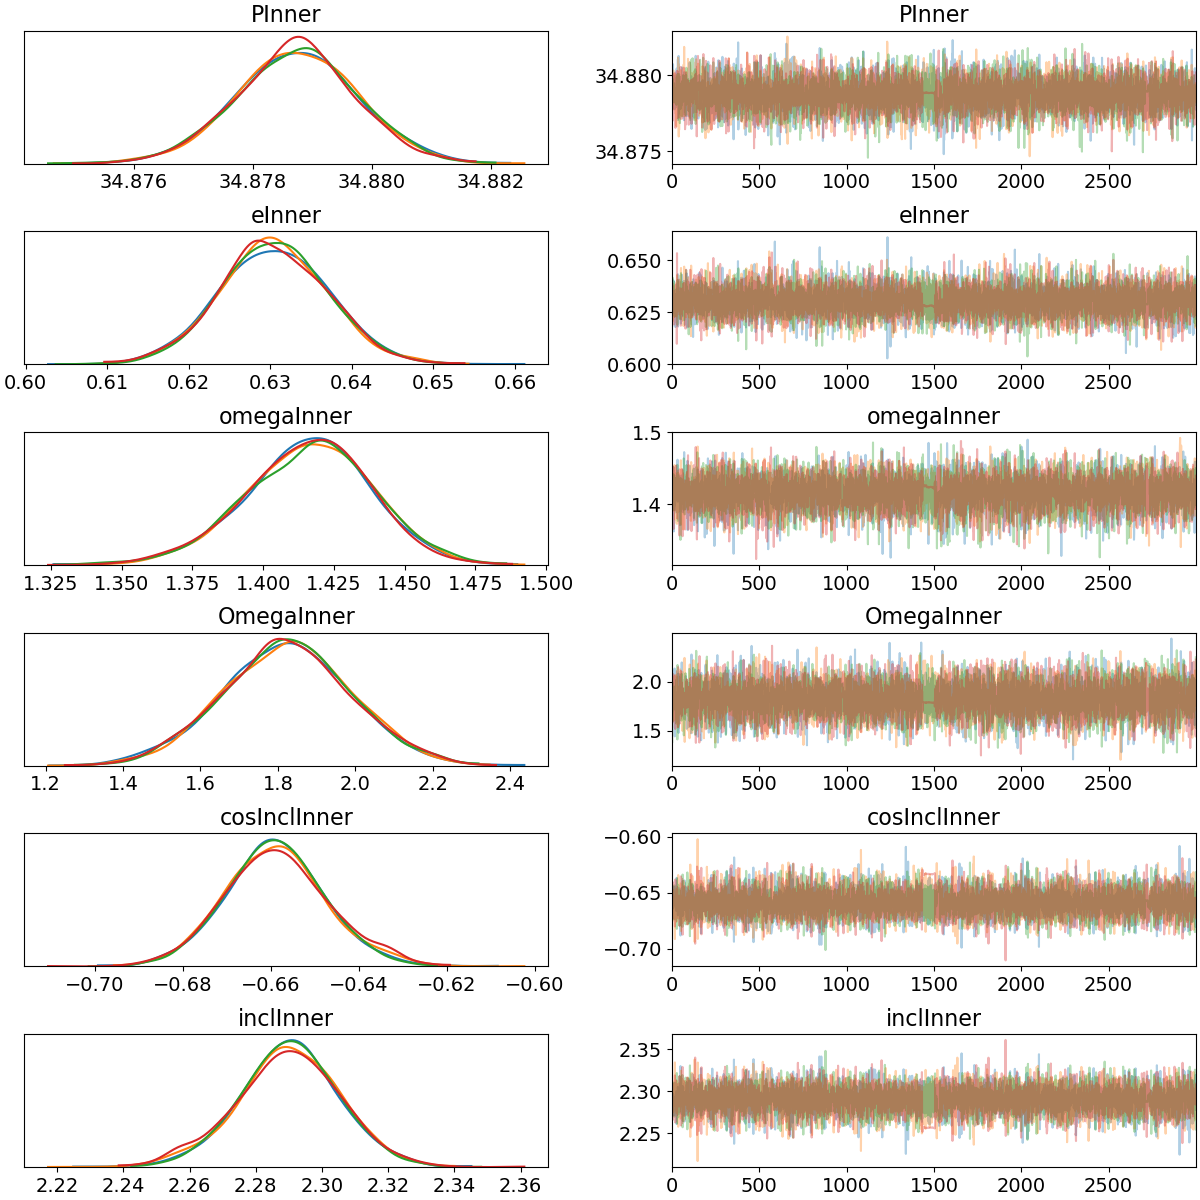 PInner PInner
34.880
34.875
34.876 34.878 34.880 34.882 0 500 1000 1500 2000 2500
eInner eInner
0.650
0.625
0.600
0.60 0.61 0.62 0.63 0.64 0.65 0.66 0 500 1000 1500 2000 2500
omegaInner omegaInner
1.5
1.4
1.325 1.350 1.375 1.400 1.425 1.450 1.475 1.500 0 500 1000 1500 2000 2500
OmegaInner OmegaInner
2.0
1.5
1.2 1.4 1.6 1.8 2.0 2.2 2.4 0 500 1000 1500 2000 2500
cosInclInner cosInclInner
−0.60
−0.65
−0.70
−0.70 −0.68 −0.66 −0.64 −0.62 −0.60 0 500 1000 1500 2000 2500
inclInner inclInner
2.35
2.30
2.25
2.22 2.24 2.26 2.28 2.30 2.32 2.34 2.36 0 500 1000 1500 2000 2500